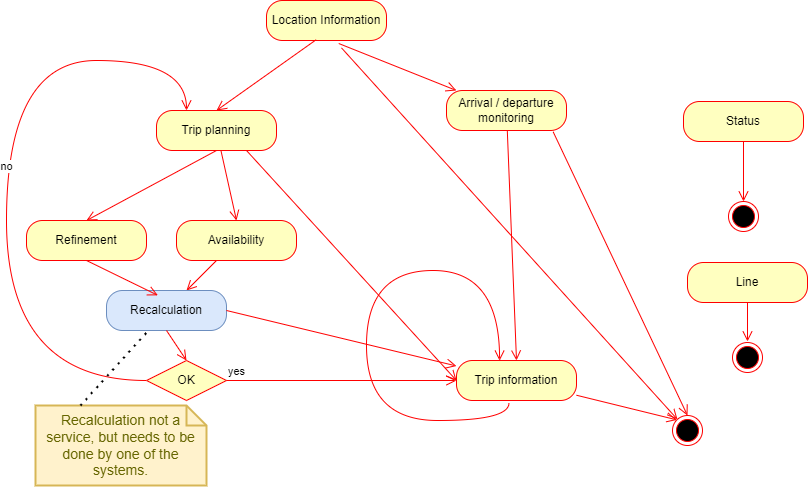 Location Information
Arrival / departure
monitoring
Status
Trip planning
no
Refinement
Availability
Line
Recalculation
yes
OK
Trip information
Recalculation not a
service, but needs to be
done by one of the
systems.